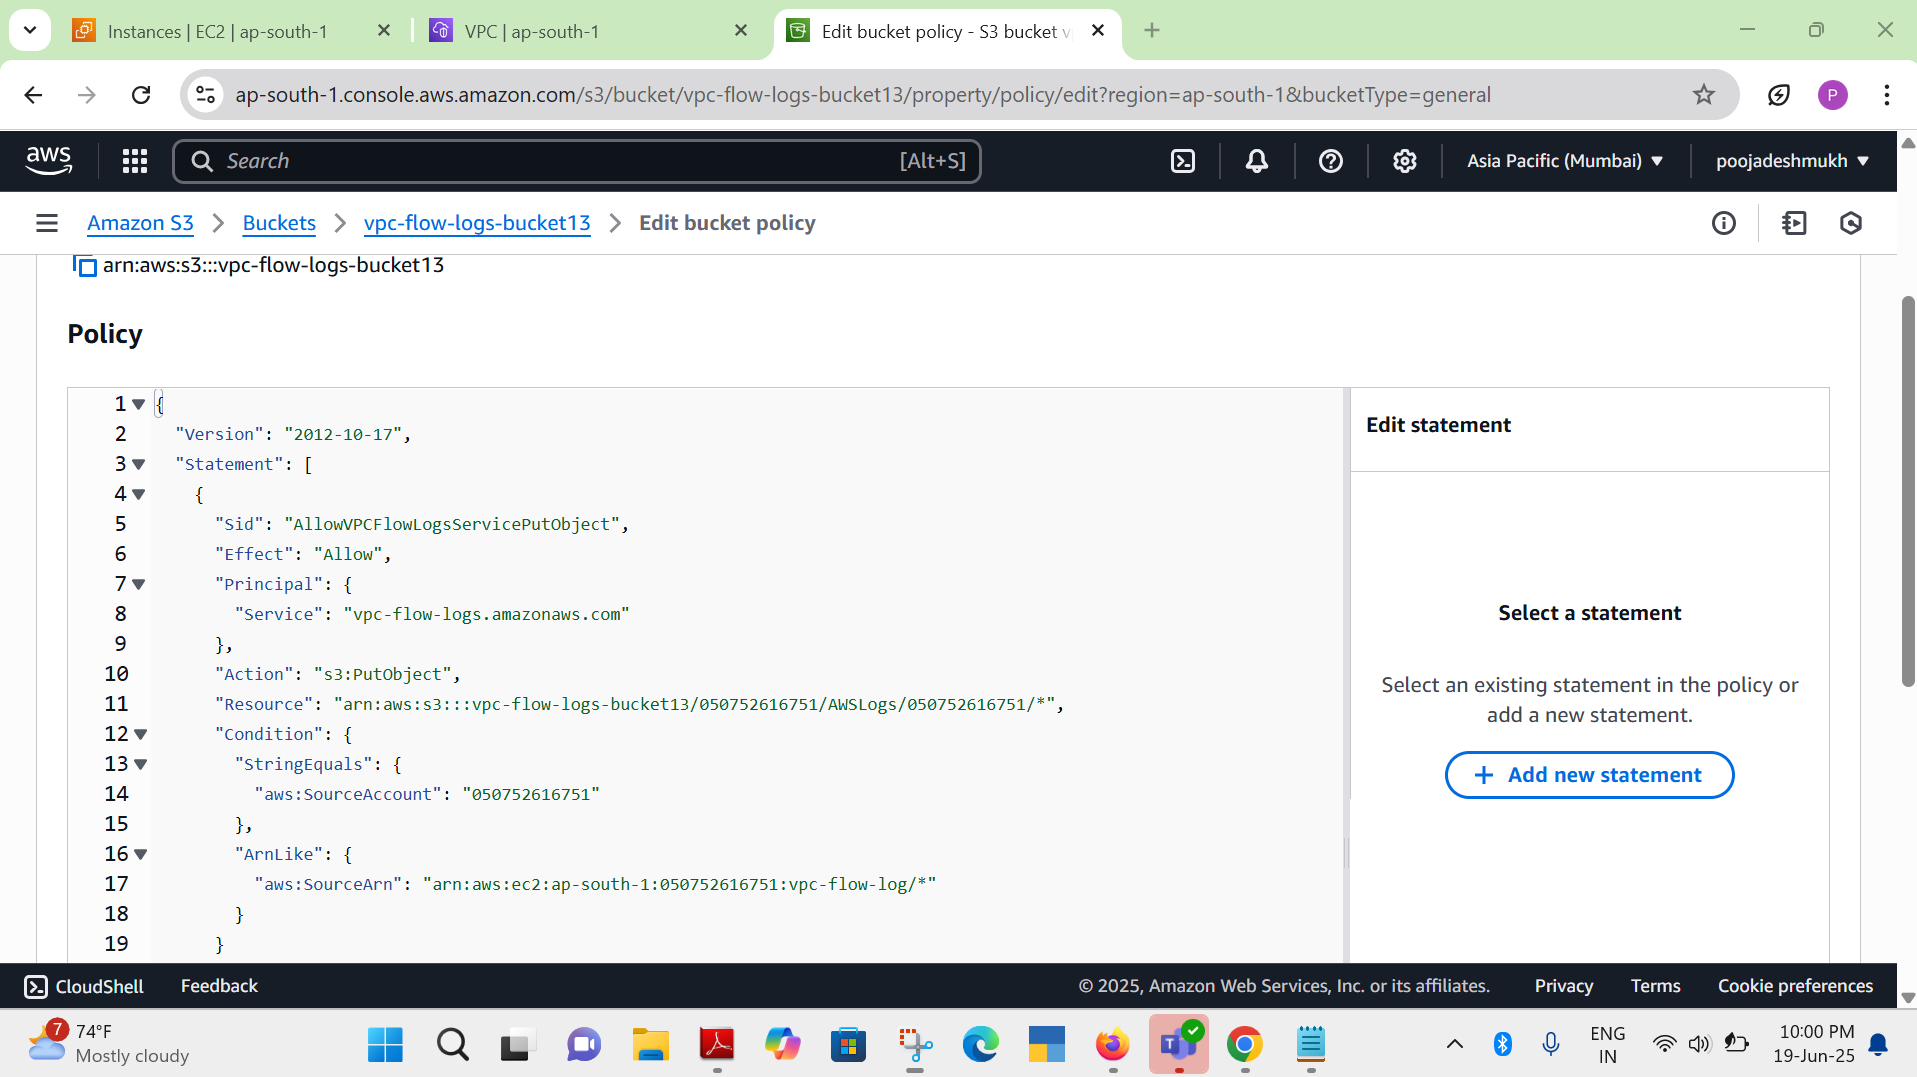 Instances | EC2 | ap-south-1
VPC | ap-south-1
Edit bucket policy - S3 bucket v
ap-south-1.console.aws.amazon.com/s3/bucket/vpc-flow-logs-bucket13/property/policy/edit?region=ap-south-1&bucketType=general
P
aws
Search
[Alt+S]
Asia Pacific (Mumbai)
poojadeshmukh
Amazon S3
Buckets
vpc-flow-logs-bucket13
Edit bucket policy
arn:aws:s3:::vpc-flow-logs-bucket13
Policy
1 {
2 "Version": "2012-10-17",
3 "Statement": [
4 {
5 "Sid": "AllowVPCFlowLogsServicePutObject",
6 "Effect": "Allow",
7 "Principal": {
8 "Service": "vpc-flow-logs.amazonaws.com"
9 },
10 "Action": "s3:PutObject",
11 "Resource": "arn:aws:s3:::vpc-flow-logs-bucket13/050752616751/AWSLogs/050752616751/*",
12 "Condition": {
13 "StringEquals": {
14 "aws:SourceAccount": "050752616751"
15 },
16 "ArnLike": {
17 "aws:SourceArn": "arn:aws:ec2:ap-south-1:050752616751:vpc-flow-log/*"
18 }
19 }
Edit statement
Select a statement
Select an existing statement in the policy or
add a new statement.
+ Add new statement
CloudShell
Feedback
© 2025, Amazon Web Services, Inc. or its affiliates.
Privacy
Terms
Cookie preferences
7
74°F
Mostly cloudy
T
ENG
IN
10:00 PM
19-Jun-25